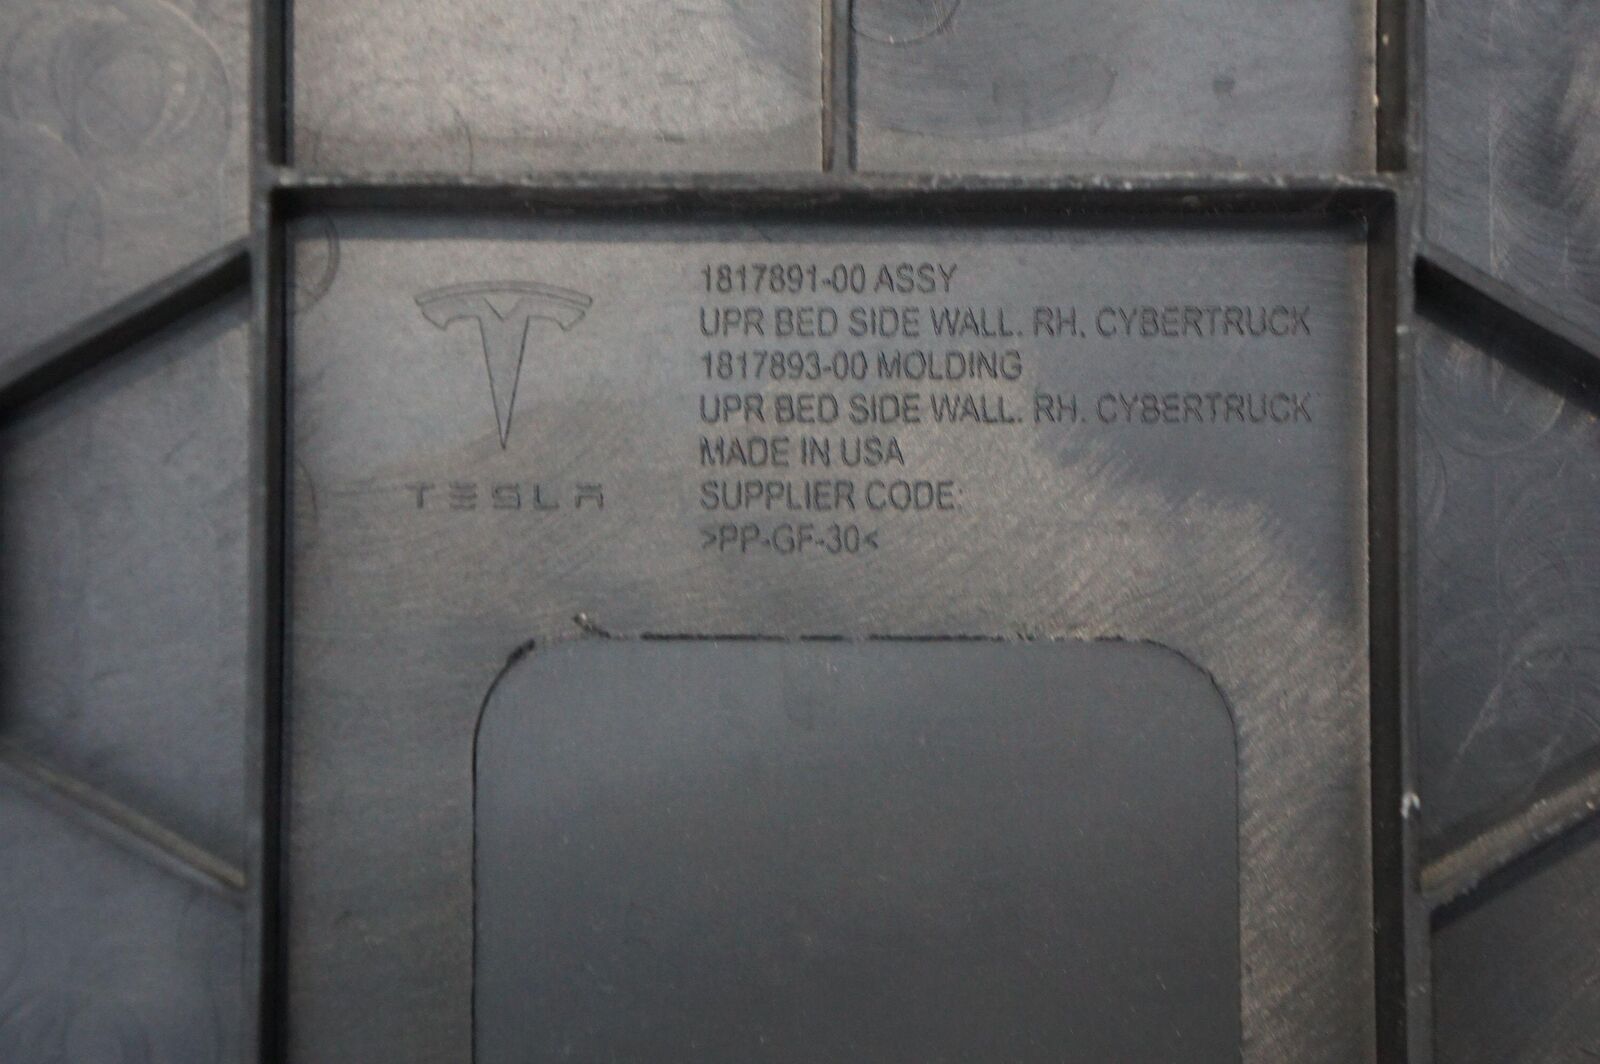 1817891-00 ASSY
UPR BED SIDE WALL. RH. CYBERTRUCK
1817893-00 MOLDING
UPR BED SIDE WALL. RH. CYBERTRUCK
MADE IN USA
SUPPLIER CODE:
>PP-GF-30<
TESLA